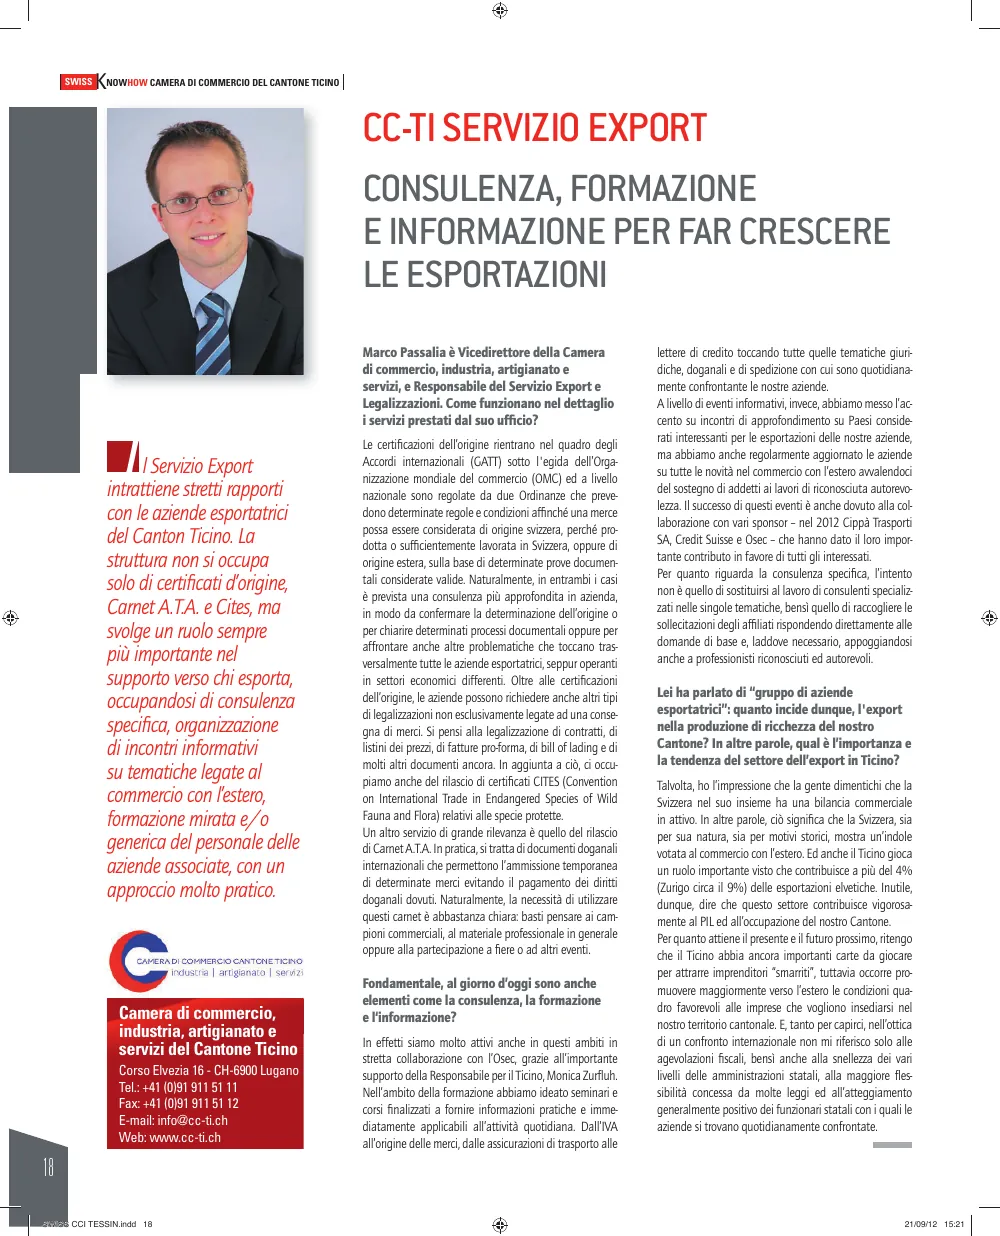 SWISS KNOWHOW CAMERA DI COMMERCIO DEL CANTONE TICINO
CC-TI SERVIZIO EXPORT
CONSULENZA, FORMAZIONE
E INFORMAZIONE PER FAR CRESCERE
LE ESPORTAZIONI
Il Servizio Export
intrattiene stretti rapporti
con le aziende esportatrici
del Canton Ticino. La
struttura non si occupa
solo di certificati d'origine,
Carnet A.T.A. e Cites, ma
svolge un ruolo sempre
più importante nel
supporto verso chi esporta,
occupandosi di consulenza
specifica, organizzazione
di incontri informativi
su tematiche legate al
commercio con l'estero,
formazione mirata e/o
generica del personale delle
aziende associate, con un
approccio molto pratico.
CAMERA DI COMMERCIO CANTONE TICINO
industria | artigianato | servizi
Camera di commercio,
industria, artigianato e
servizi del Cantone Ticino
Corso Elvezia 16 - CH-6900 Lugano
Tel.: +41 (0)91 911 51 11
Fax: +41 (0)91 911 51 12
E-mail: info@cc-ti.ch
Web: www.cc-ti.ch
Marco Passalia è Vicedirettore della Camera
di commercio, industria, artigianato e
servizi, e Responsabile del Servizio Export e
Legalizzazioni. Come funzionano nel dettaglio
i servizi prestati dal suo ufficio?
Le certificazioni dell'origine rientrano nel quadro degli
Accordi internazionali (GATT) sotto l'egida dell'Orga-
nizzazione mondiale del commercio (OMC) ed a livello
nazionale sono regolate da due Ordinanze che preve-
dono determinate regole e condizioni affinché una merce
possa essere considerata di origine svizzera, perché pro-
dotta o sufficientemente lavorata in Svizzera, oppure di
origine estera, sulla base di determinate prove documen-
tali considerate valide. Naturalmente, in entrambi i casi
è prevista una consulenza più approfondita in azienda,
in modo da confermare la determinazione dell'origine o
per chiarire determinati processi documentali oppure per
affrontare anche altre problematiche che toccano tras-
versalmente tutte le aziende esportatrici, seppur operanti
in settori economici differenti. Oltre alle certificazioni
dell'origine, le aziende possono richiedere anche altri tipi
di legalizzazioni non esclusivamente legate ad una conse-
gna di merci. Si pensi alla legalizzazione di contratti, di
listini dei prezzi, di fatture pro-forma, di bill of lading e di
molti altri documenti ancora. In aggiunta a ciò, ci occu-
piamo anche del rilascio di certificati CITES (Convention
on International Trade in Endangered Species of Wild
Fauna and Flora) relativi alle specie protette.
Un altro servizio di grande rilevanza è quello del rilascio
di Carnet A.T.A. In pratica, si tratta di documenti doganali
internazionali che permettono l'ammissione temporanea
di determinate merci evitando il pagamento dei diritti
doganali dovuti. Naturalmente, la necessità di utilizzare
questi carnet è abbastanza chiara: basti pensare ai cam-
pioni commerciali, al materiale professionale in generale
oppure alla partecipazione a fiere o ad altri eventi.
Fondamentale, al giorno d'oggi sono anche
elementi come la consulenza, la formazione
e l'informazione?
In effetti siamo molto attivi anche in questi ambiti in
stretta collaborazione con l'Osec, grazie all'importante
supporto della Responsabile per il Ticino, Monica Zurfluh.
Nell'ambito della formazione abbiamo ideato seminari e
corsi finalizzati a fornire informazioni pratiche e imme-
diatamente applicabili all'attività quotidiana. Dall'IVA
all'origine delle merci, dalle assicurazioni di trasporto alle
lettere di credito toccando tutte quelle tematiche giuri-
diche, doganali e di spedizione con cui sono quotidiana-
mente confrontante le nostre aziende.
A livello di eventi informativi, invece, abbiamo messo l'ac-
cento su incontri di approfondimento su Paesi conside-
rati interessanti per le esportazioni delle nostre aziende,
ma abbiamo anche regolarmente aggiornato le aziende
su tutte le novità nel commercio con l'estero avvalendoci
del sostegno di addetti ai lavori di riconosciuta autorevo-
lezza. Il successo di questi eventi è anche dovuto alla col-
laborazione con vari sponsor – nel 2012 Cippà Trasporti
SA, Credit Suisse e Osec – che hanno dato il loro impor-
tante contributo in favore di tutti gli interessati.
Per quanto riguarda la consulenza specifica, l'intento
non è quello di sostituirsi al lavoro di consulenti specializ-
zati nelle singole tematiche, bensì quello di raccogliere le
sollecitazioni degli affiliati rispondendo direttamente alle
domande di base e, laddove necessario, appoggiandosi
anche a professionisti riconosciuti ed autorevoli.
Lei ha parlato di "gruppo di aziende
esportatrici": quanto incide dunque, l'export
nella produzione di ricchezza del nostro
Cantone? In altre parole, qual è l'importanza e
la tendenza del settore dell'export in Ticino?
Talvolta, ho l'impressione che la gente dimentichi che la
Svizzera nel suo insieme ha una bilancia commerciale
in attivo. In altre parole, ciò significa che la Svizzera, sia
per sua natura, sia per motivi storici, mostra un'indole
votata al commercio con l'estero. Ed anche il Ticino gioca
un ruolo importante visto che contribuisce a più del 4%
(Zurigo circa il 9%) delle esportazioni elvetiche. Inutile,
dunque, dire che questo settore contribuisce vigorosa-
mente al PIL ed all'occupazione del nostro Cantone.
Per quanto attiene il presente e il futuro prossimo, ritengo
che il Ticino abbia ancora importanti carte da giocare
per attrarre imprenditori "smarriti", tuttavia occorre pro-
muovere maggiormente verso l'estero le condizioni qua-
dro favorevoli alle imprese che vogliono insediarsi nel
nostro territorio cantonale. E, tanto per capirci, nell'ottica
di un confronto internazionale non mi riferisco solo alle
agevolazioni fiscali, bensì anche alla snellezza dei vari
livelli delle amministrazioni statali, alla maggiore fles-
sibilità concessa da molte leggi ed all'atteggiamento
generalmente positivo dei funzionari statali con i quali le
aziende si trovano quotidianamente confrontate.
18
CCI TESSIN.indd 18
21/09/12 15:21